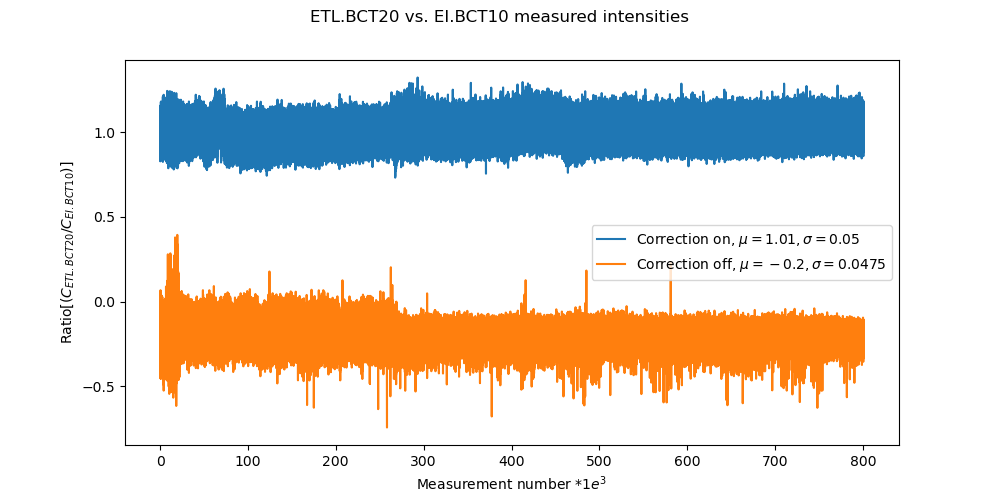 ETL.BCT20 vs. EI.BCT10 measured intensities
Ratio[(C_{ETL.BCT20}/C_{EI.BCT10})]
1.0
0.5
0.0
−0.5
Correction on, μ = 1.01, σ = 0.05
Correction off, μ = −0.2, σ = 0.0475
0 100 200 300 400 500 600 700 800
Measurement number *1e^3